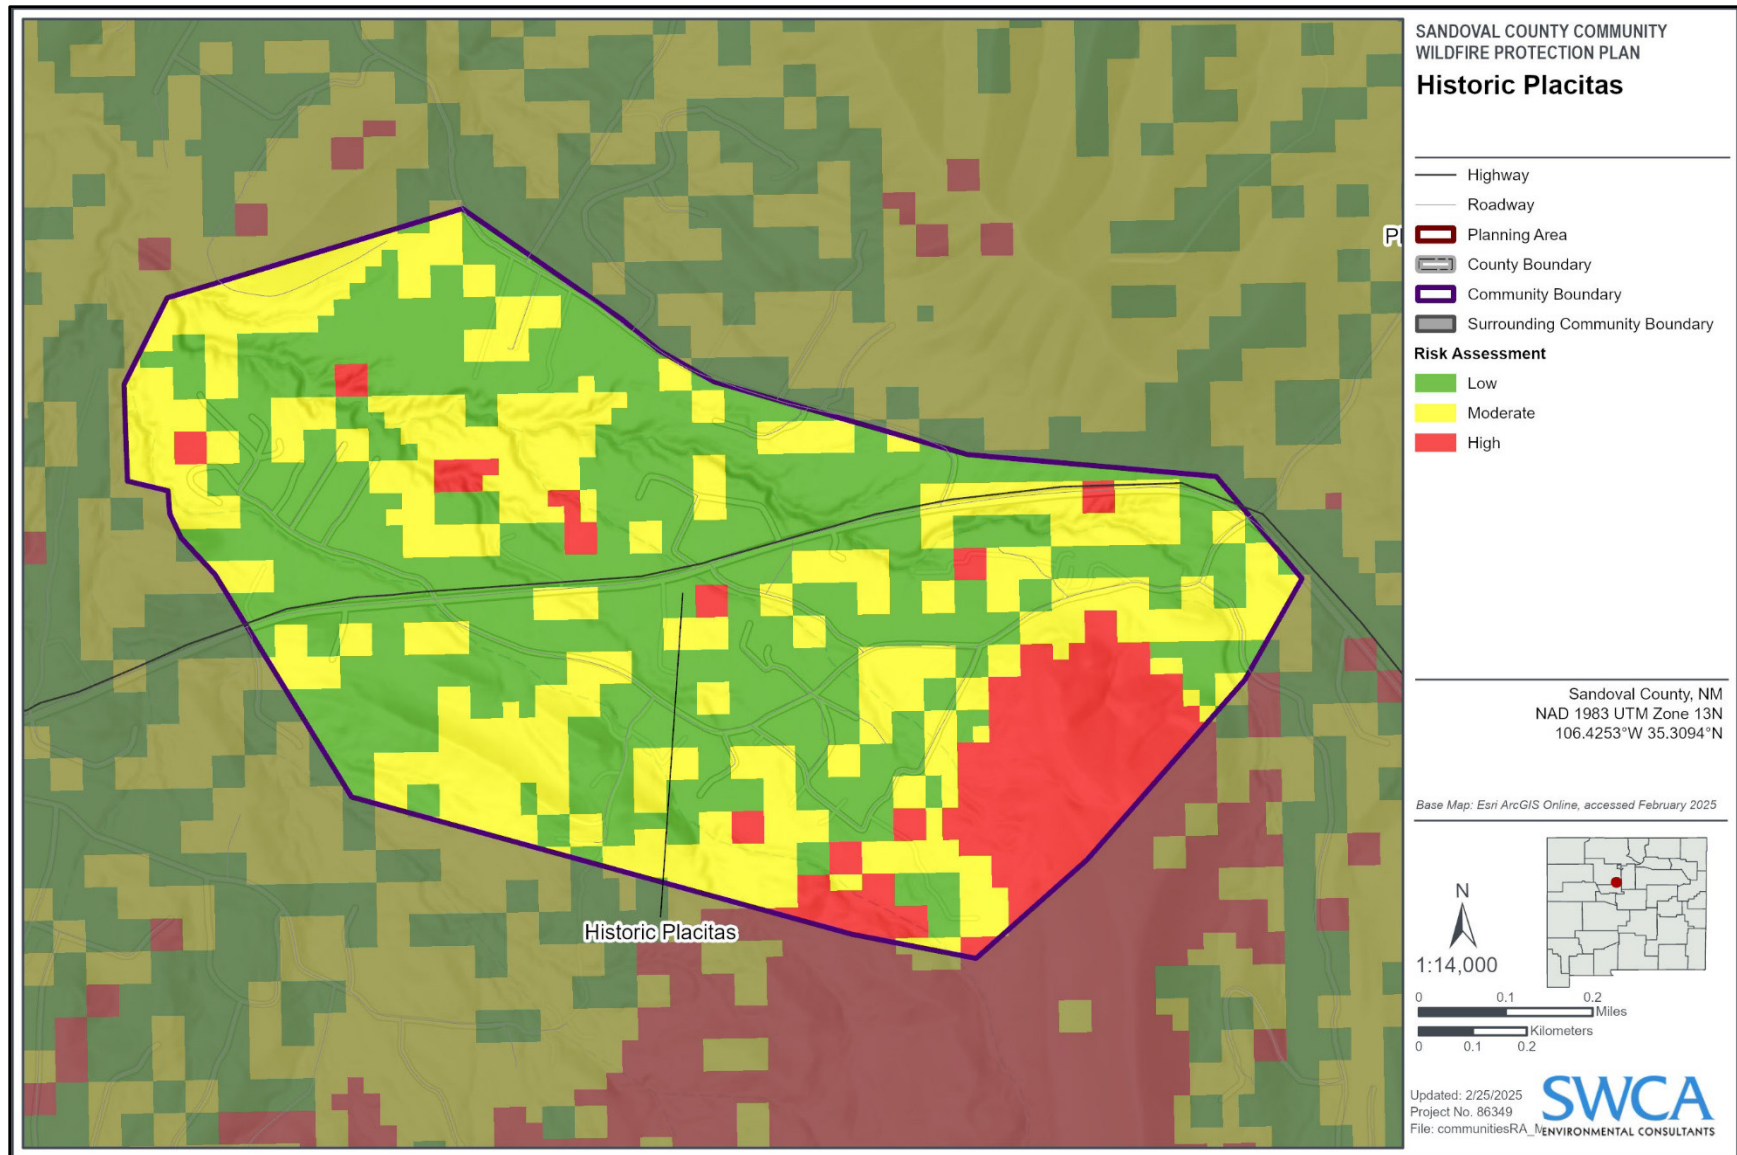 SANDOVAL COUNTY COMMUNITY
WILDFIRE PROTECTION PLAN
Historic Placitas
Highway
Roadway
Planning Area
County Boundary
Community Boundary
Surrounding Community Boundary
Risk Assessment
Low
Moderate
High
Pl
Historic Placitas
Sandoval County, NM
NAD 1983 UTM Zone 13N
106.4253°W 35.3094°N
Base Map: Esri ArcGIS Online, accessed February 2025
N
1:14,000
0 0.1 0.2
Miles
Kilometers
0 0.1 0.2
Updated: 2/25/2025
Project No. 86349
File: communitiesRA_M
SWCA
ENVIRONMENTAL CONSULTANTS